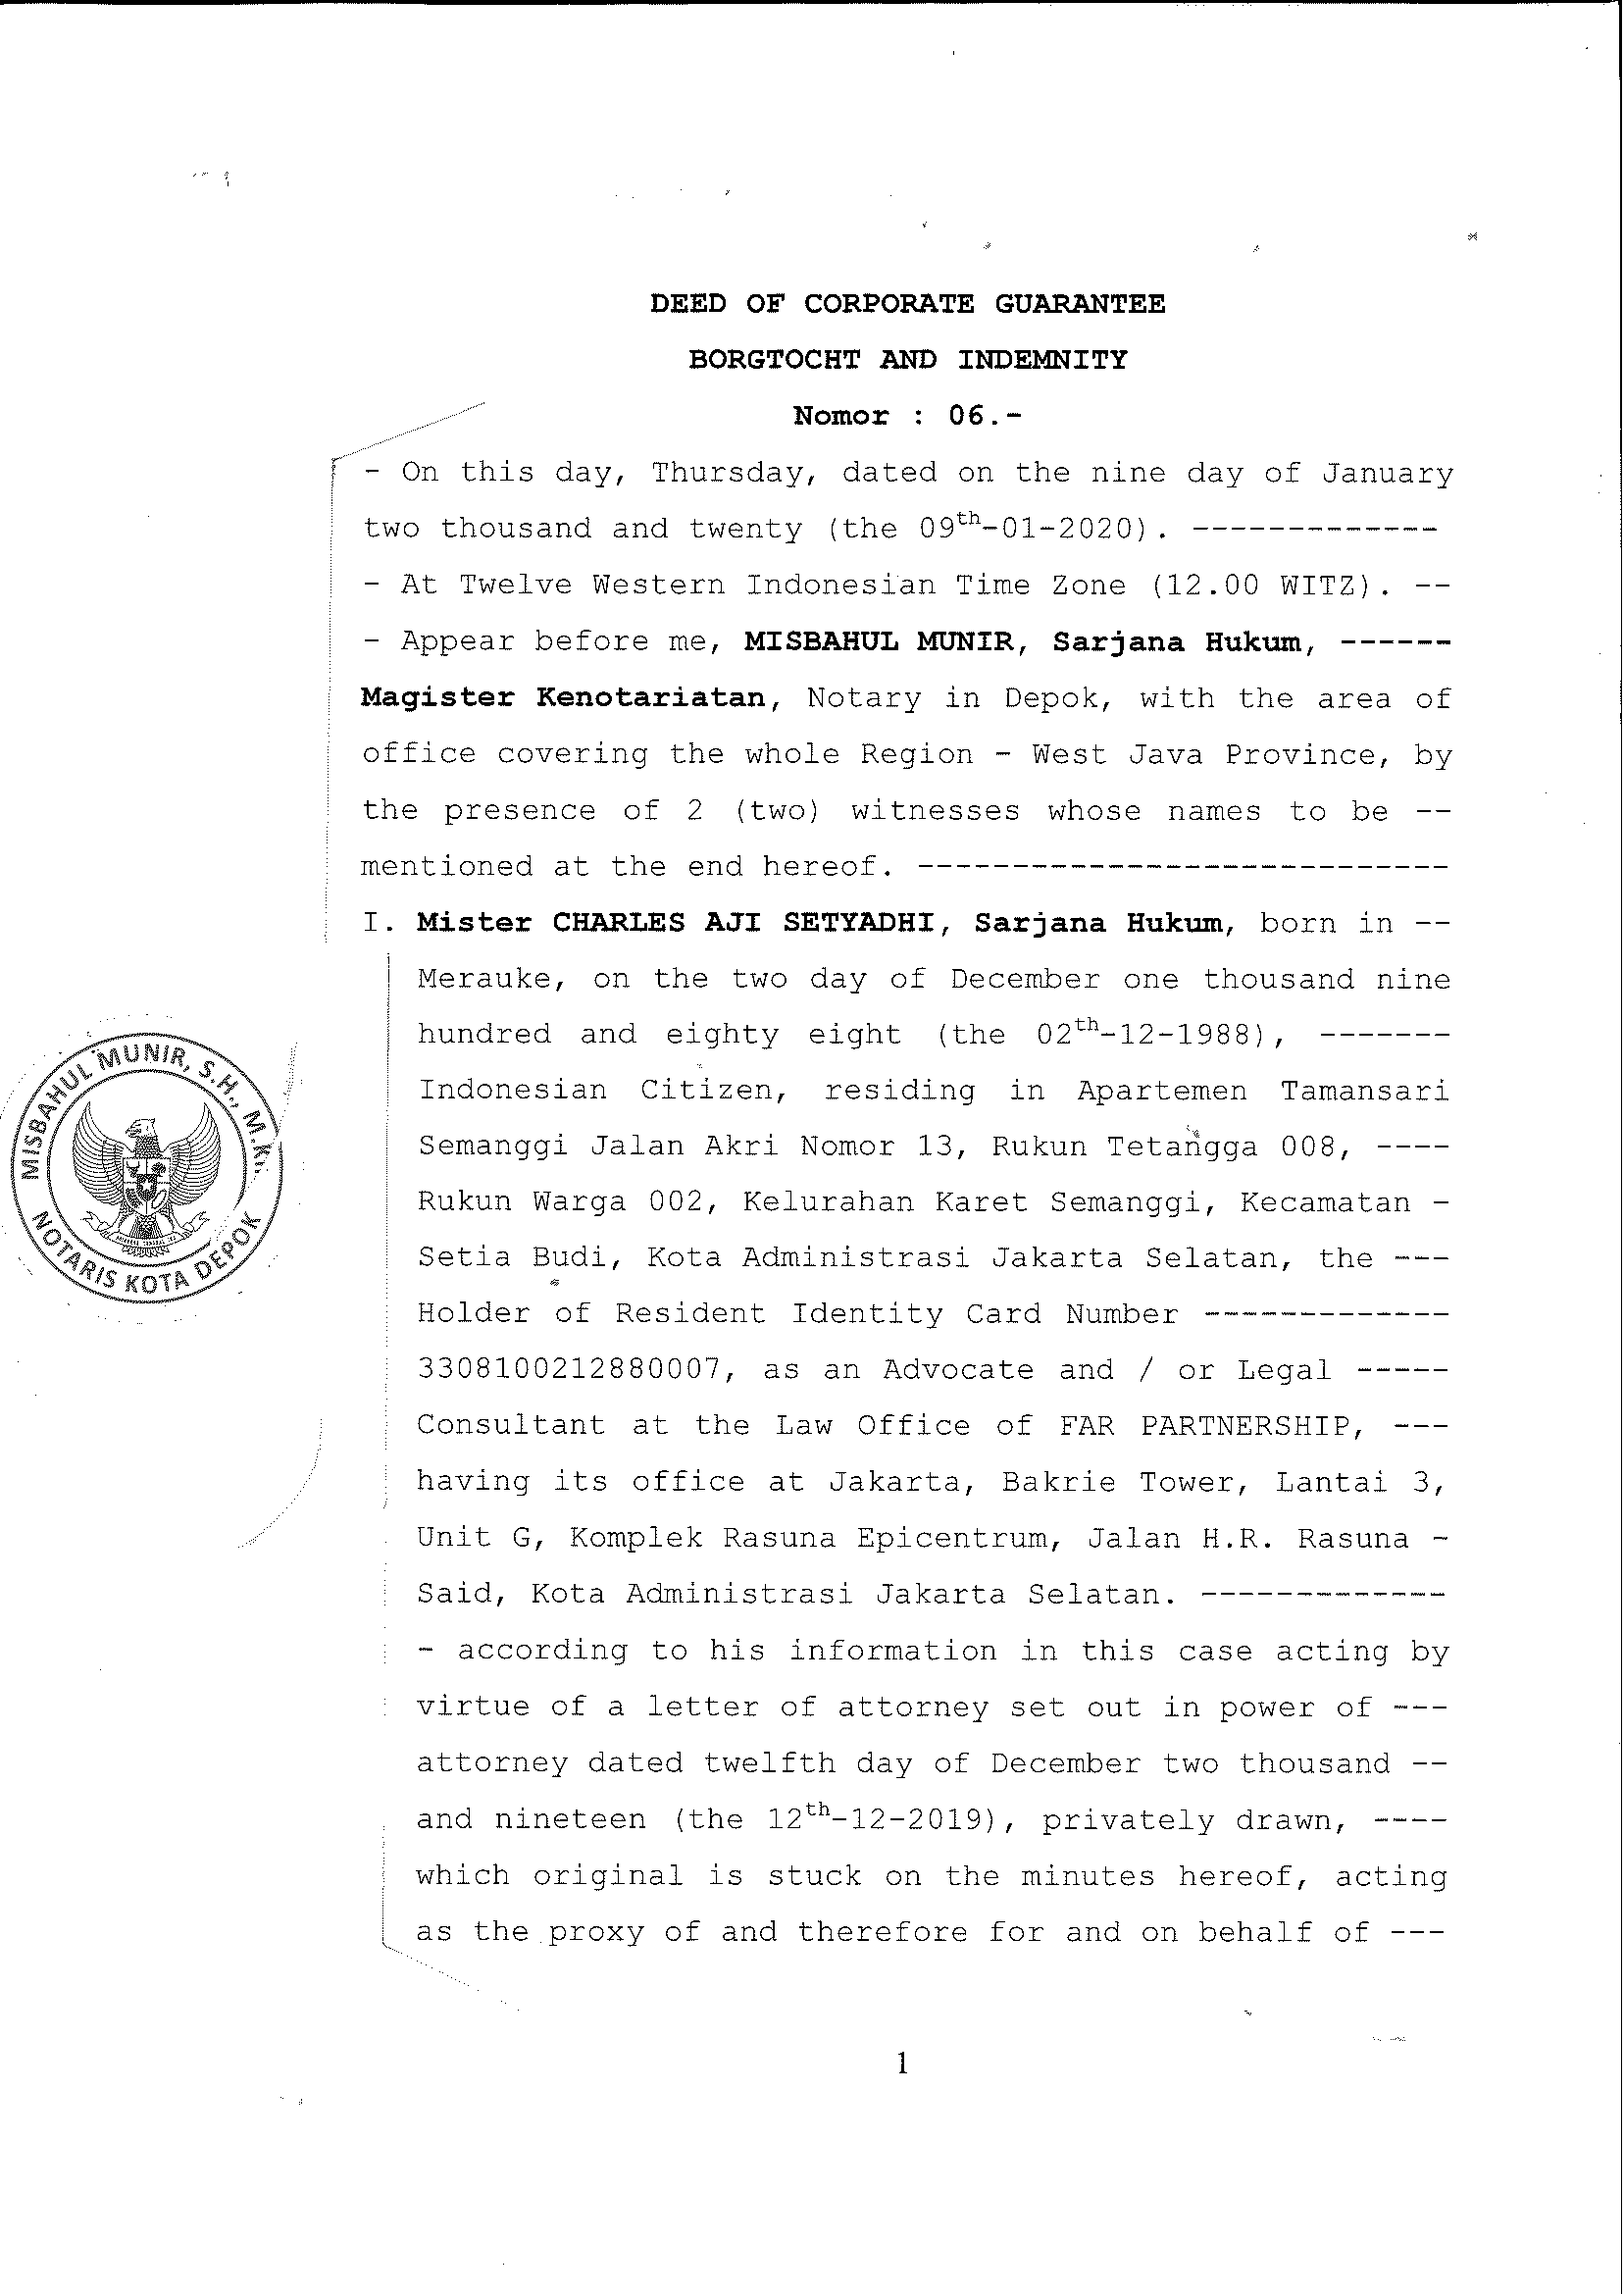 DEED OF CORPORATE GUARANTEE
BORGTOCHT AND INDEMNITY
Nomor : 06.-
- On this day, Thursday, dated on the nine day of January
two thousand and twenty (the 09th-01-2020). -------------
- At Twelve Western Indonesian Time Zone (12.00 WITZ). --
- Appear before me, MISBAHUL MUNIR, Sarjana Hukum, ------
Magister Kenotariatan, Notary in Depok, with the area of
office covering the whole Region - West Java Province, by
the presence of 2 (two) witnesses whose names to be --
mentioned at the end hereof. ----------------------------
I. Mister CHARLES AJI SETYADHI, Sarjana Hukum, born in --
Merauke, on the two day of December one thousand nine
hundred and eighty eight (the 02th-12-1988), -------
Indonesian Citizen, residing in Apartemen Tamansari
Semanggi Jalan Akri Nomor 13, Rukun Tetangga 008, ----
Rukun Warga 002, Kelurahan Karet Semanggi, Kecamatan -
Setia Budi, Kota Administrasi Jakarta Selatan, the ---
Holder of Resident Identity Card Number -------------
3308100212880007, as an Advocate and / or Legal -----
Consultant at the Law Office of FAR PARTNERSHIP, ---
having its office at Jakarta, Bakrie Tower, Lantai 3,
Unit G, Komplek Rasuna Epicentrum, Jalan H.R. Rasuna -
Said, Kota Administrasi Jakarta Selatan. -------------
- according to his information in this case acting by
virtue of a letter of attorney set out in power of ---
attorney dated twelfth day of December two thousand --
and nineteen (the 12th-12-2019), privately drawn, ----
which original is stuck on the minutes hereof, acting
as the proxy of and therefore for and on behalf of ---
MISBAHUL MUNIR, S.H., M.Kn.
NOTARIS KOTA DEPOK
1